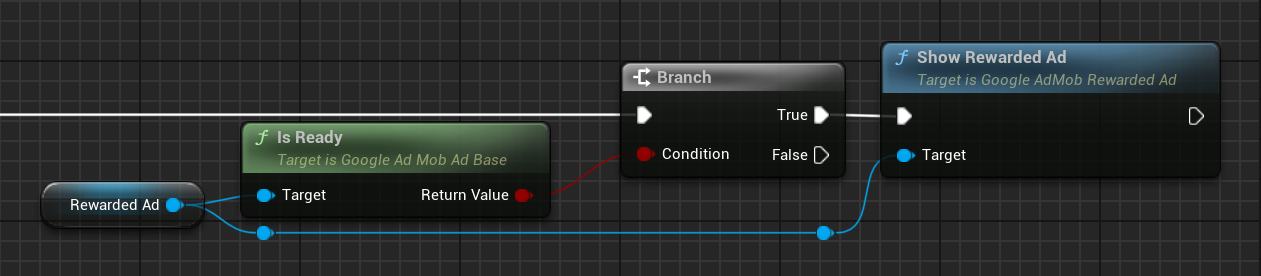 Show Rewarded Ad
Target is Google AdMob Rewarded Ad
Branch
True
Is Ready
Target is Google Ad Mob Ad Base
Condition
False
Target
Rewarded Ad
Target
Return Value